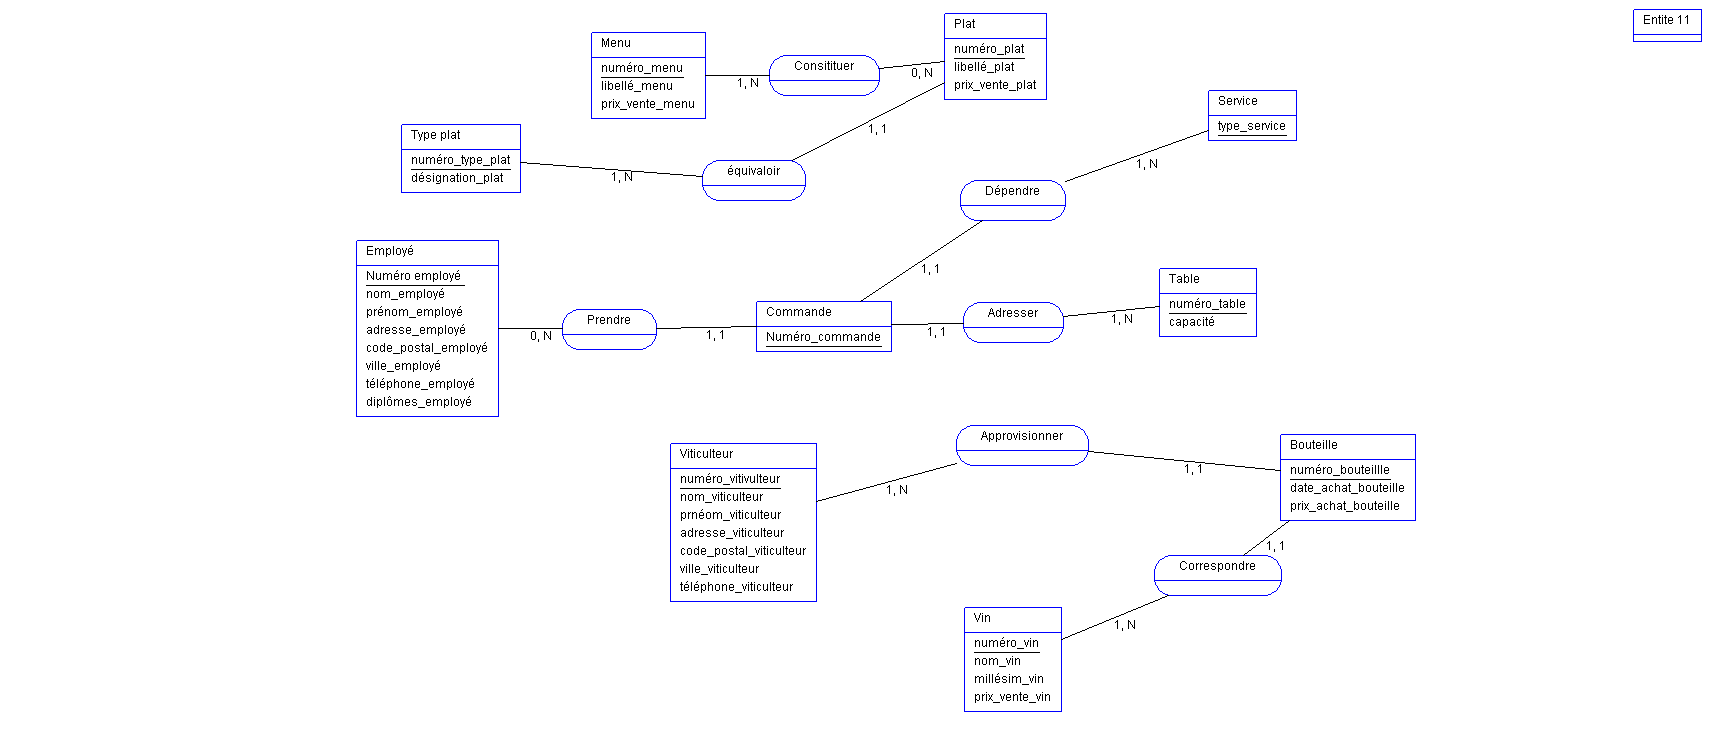 Entite 11
Plat
numéro_plat
libellé_plat
prix_vente_plat
Menu
numéro_menu
libellé_menu
prix_vente_menu
Consitituer
1, N
0, N
1, 1
Type plat
numéro_type_plat
désignation_plat
1, N
équivaloir
Service
type_service
1, N
Dépendre
1, 1
Employé
Numéro employé
nom_employé
prénom_employé
adresse_employé
code_postal_employé
ville_employé
téléphone_employé
diplômes_employé
0, N
Prendre
1, 1
Commande
Numéro_commande
1, 1
Adresser
1, N
Table
numéro_table
capacité
Viticulteur
numéro_vitivulteur
nom_viticulteur
prnéom_viticulteur
adresse_viticulteur
code_postal_viticulteur
ville_viticulteur
téléphone_viticulteur
1, N
Approvisionner
1, 1
Bouteille
numéro_bouteillle
date_achat_bouteille
prix_achat_bouteille
1, 1
Correspondre
1, N
Vin
numéro_vin
nom_vin
millésim_vin
prix_vente_vin